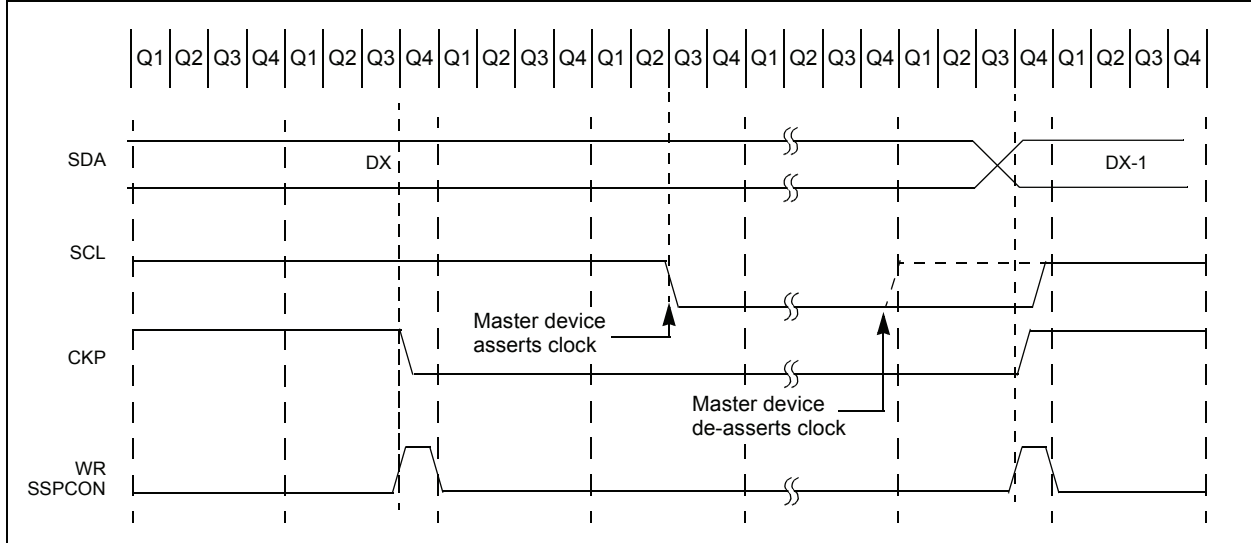 Q1 Q2 Q3 Q4 Q1 Q2 Q3 Q4 Q1 Q2 Q3 Q4 Q1 Q2 Q3 Q4 Q1 Q2 Q3 Q4 Q1 Q2 Q3 Q4 Q1 Q2 Q3 Q4
SDA DX DX-1
SCL
Master device
asserts clock
CKP
Master device
de-asserts clock
WR
SSPCON